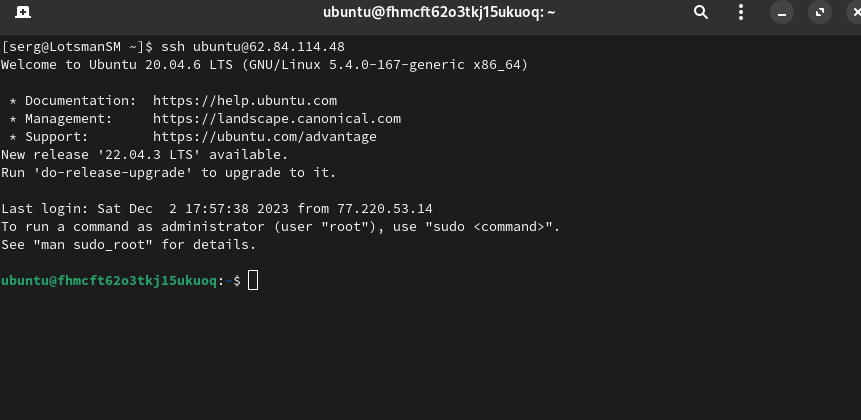 ubuntu@fhmcft62o3tkj15ukuoq: ~
[serg@LotsmanSM ~]$ ssh ubuntu@62.84.114.48
Welcome to Ubuntu 20.04.6 LTS (GNU/Linux 5.4.0-167-generic x86_64)
* Documentation:  https://help.ubuntu.com
* Management:     https://landscape.canonical.com
* Support:        https://ubuntu.com/advantage
New release '22.04.3 LTS' available.
Run 'do-release-upgrade' to upgrade to it.
Last login: Sat Dec  2 17:57:38 2023 from 77.220.53.14
To run a command as administrator (user "root"), use "sudo <command>".
See "man sudo_root" for details.
ubuntu@fhmcft62o3tkj15ukuoq:~$